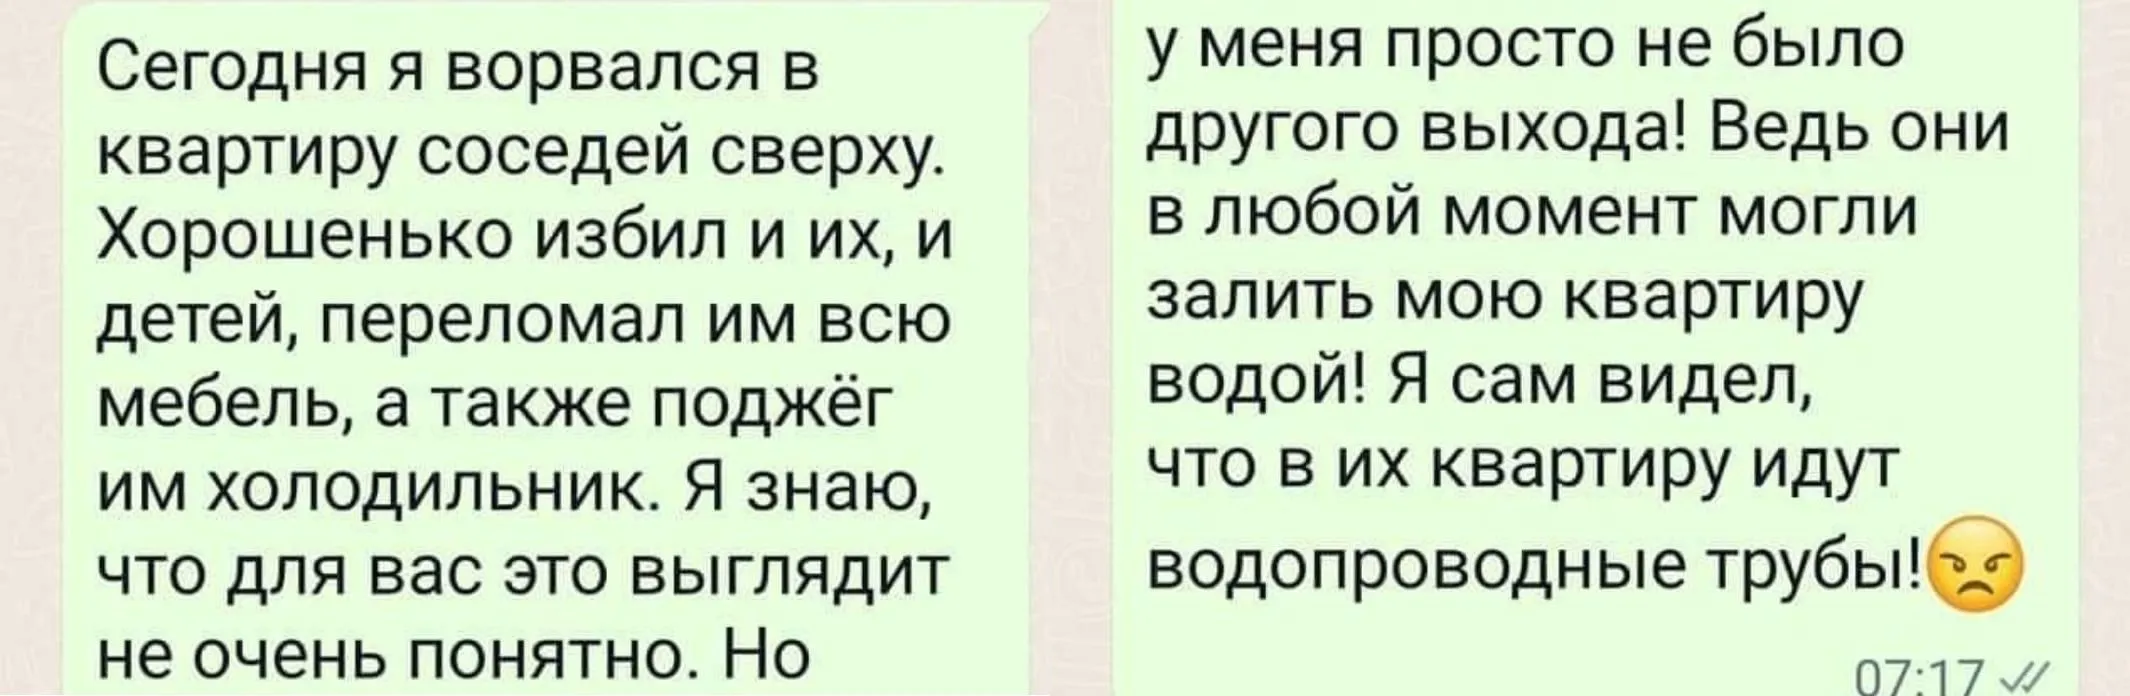 Сегодня я ворвался в
квартиру соседей сверху.
Хорошенько избил и их, и
детей, переломал им всю
мебель, а также поджёг
им холодильник. Я знаю,
что для вас это выглядит
не очень понятно. Но
у меня просто не было
другого выхода! Ведь они
в любой момент могли
залить мою квартиру
водой! Я сам видел,
что в их квартиру идут
водопроводные трубы!😠
07:17